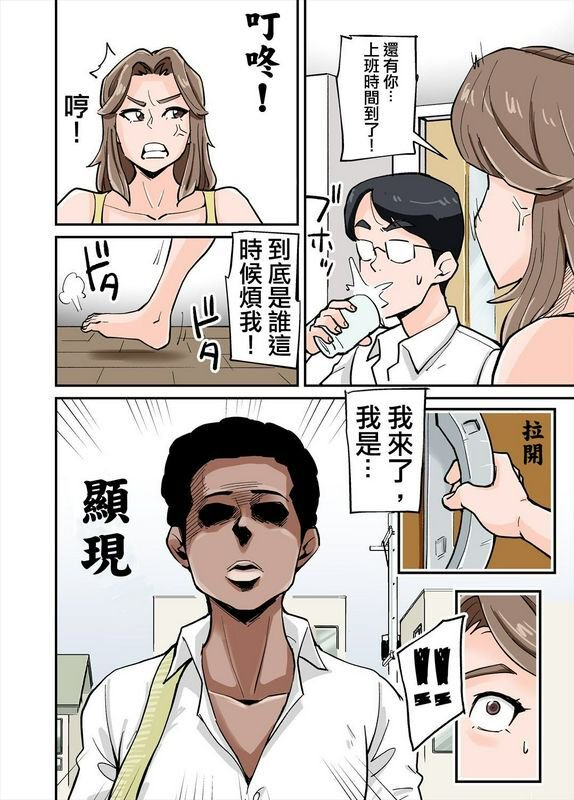 還有你…
上班時間到了！
ブホッ
叮咚！
哼！
到底是誰這
時候煩我！
ドタ
ドタ
拉開
我來了，
我是…
!!
顯現